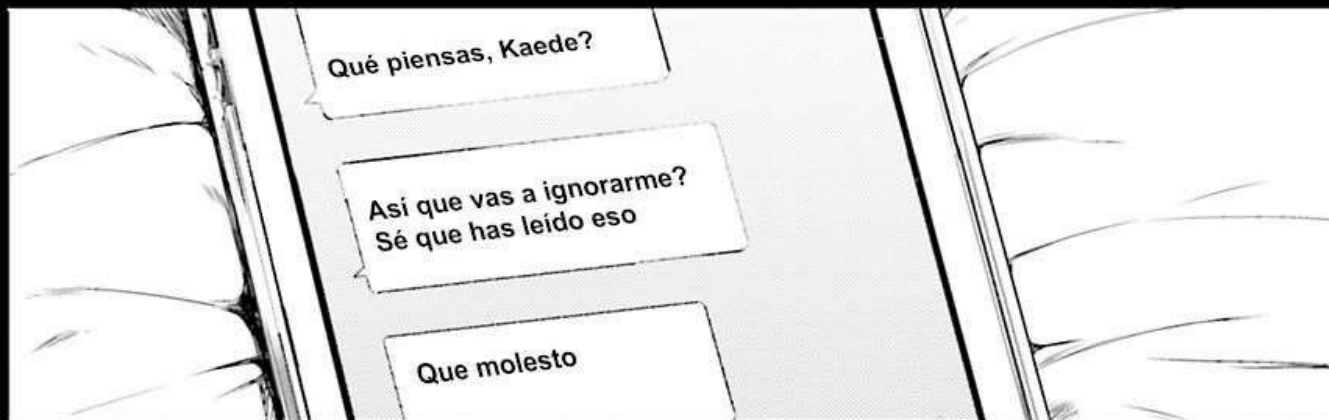 Qué piensas, Kaede?
Así que vas a ignorarme?
Sé que has leído eso
Que molesto